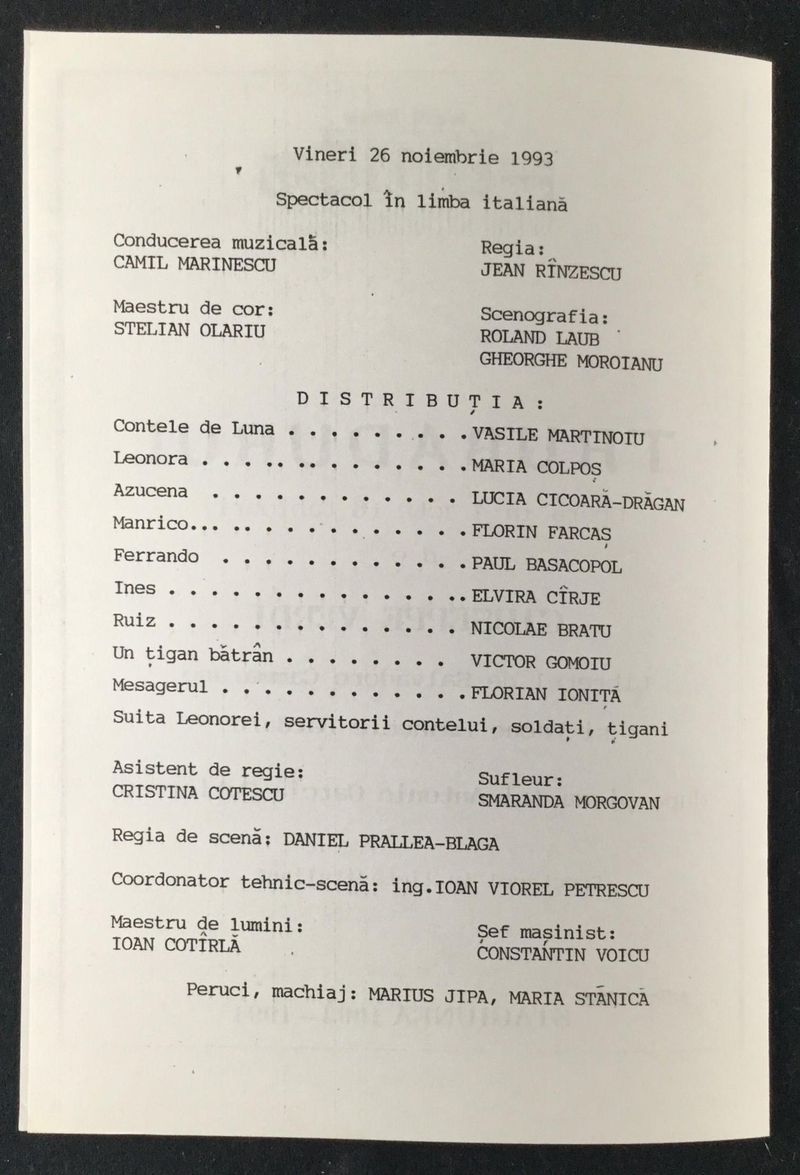 Vineri 26 noiembrie 1993
Spectacol în limba italiană
Conducerea muzicală:
CAMIL MARINESCU
Regia:
JEAN RÎNZESCU
Maestru de cor:
STELIAN OLARIU
Scenografia:
ROLAND LAUB
GHEORGHE MOROIANU
D I S T R I B U Ț I A :
Contele de Luna . . . . . . . . . VASILE MARTINOIU
Leonora . . . . . . . . . . . . . MARIA COLPOȘ
Azucena . . . . . . . . . . . . LUCIA CICOARĂ-DRĂGAN
Manrico... . . . . . . . . . . . . FLORIN FARCAȘ
Ferrando . . . . . . . . . . . . PAUL BASACOPOL
Ines . . . . . . . . . . . . . . . ELVIRA CÎRJE
Ruiz . . . . . . . . . . . . . . NICOLAE BRATU
Un țigan bătrân . . . . . . . . VICTOR GOMOIU
Mesagerul . . . . . . . . . . . . FLORIAN IONIȚĂ
Suita Leonorei, servitorii contelui, soldați, țigani
Asistent de regie:
CRISTINA COTESCU
Sufleur:
SMARANDA MORGOVAN
Regia de scenă: DANIEL PRALLEA-BLAGA
Coordonator tehnic-scenă: ing.IOAN VIOREL PETRESCU
Maestru de lumini:
IOAN COTÎRLĂ
Șef mașinist:
CONSTANTIN VOICU
Peruci, machiaj: MARIUS JIPA, MARIA STĂNICĂ